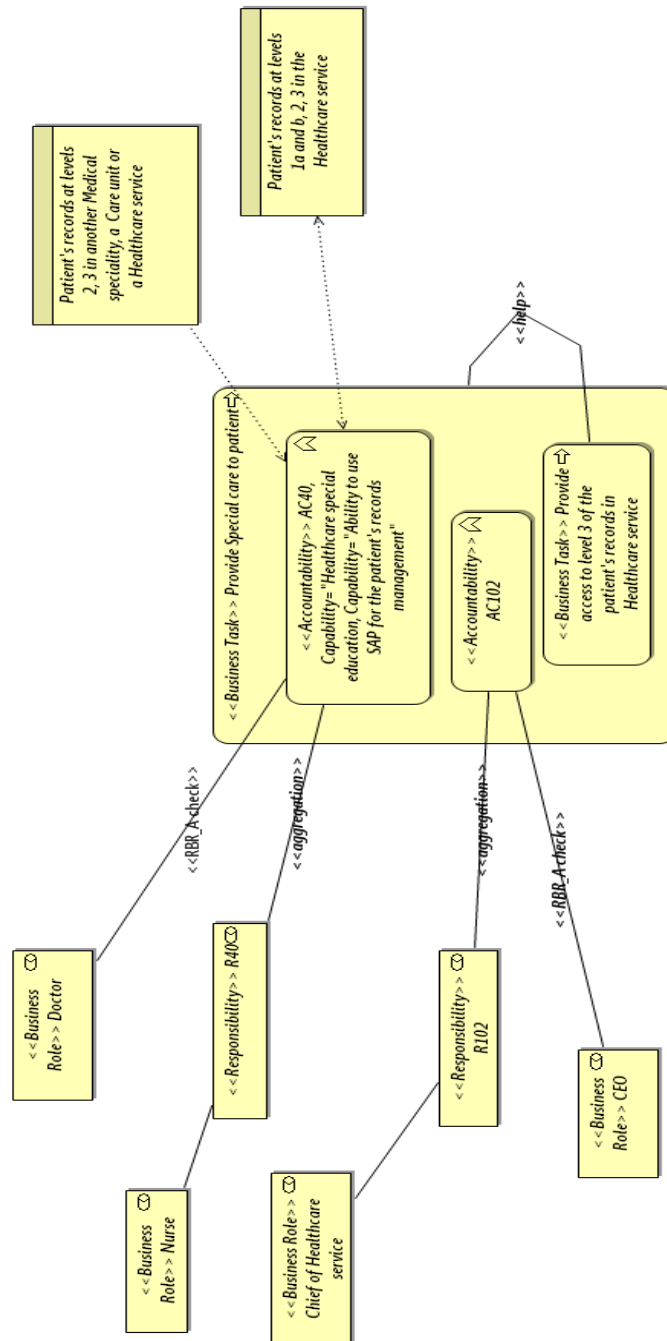 Patient's records at levels
2, 3 in another Medical
speciality, a Care unit or
a Healthcare service
Patient's records at levels
1a and b, 2, 3 in the
Healthcare service
<<Business Task>> Provide Special care to patient
<<Accountability>> AC40,
Capability="Healthcare special
education, Capability="Ability to use
SAP for the patient's records
management"
<<Accountability>>
AC102
<<Business Task>> Provide
access to level 3 of the
patient's records in
Healthcare service
<<help>>
<<RBR_A check>>
<<aggregation>>
<<aggregation>>
<<RBR_A check>>
<<Business
Role>> Doctor
<<Responsibility>> R40
<<Responsibility>>
R102
<<Business
Role>> CEO
<<Business
Role>> Nurse
<<Business Role>>
Chief of Healthcare
service